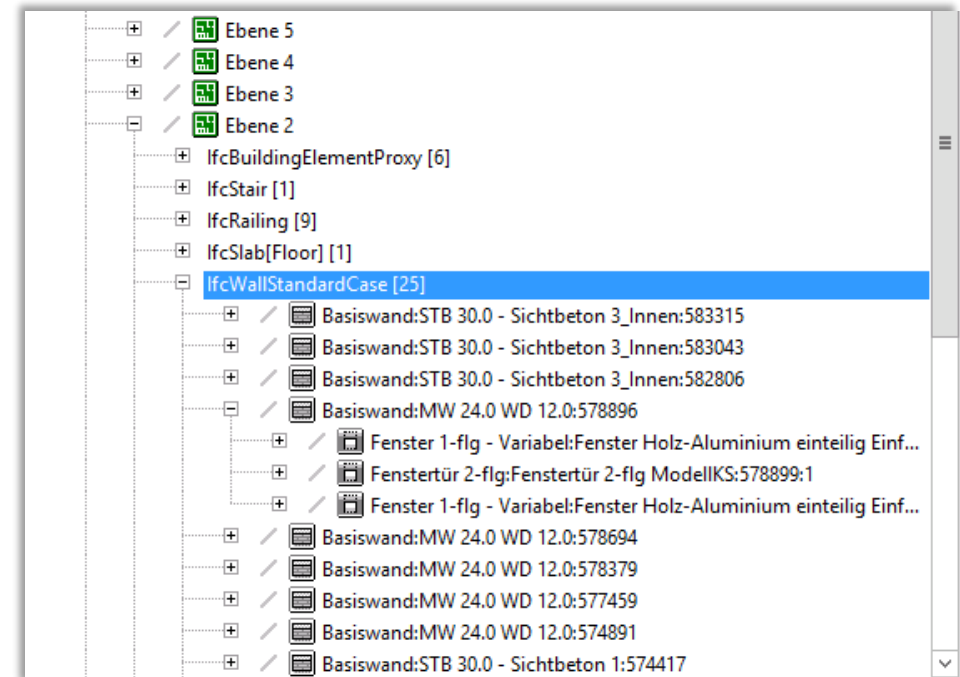 Ebene 5
Ebene 4
Ebene 3
Ebene 2
IfcBuildingElementProxy [6]
IfcStair [1]
IfcRailing [9]
IfcSlab[Floor] [1]
IfcWallStandardCase [25]
Basiswand:STB 30.0 - Sichtbeton 3_Innen:583315
Basiswand:STB 30.0 - Sichtbeton 3_Innen:583043
Basiswand:STB 30.0 - Sichtbeton 3_Innen:582806
Basiswand:MW 24.0 WD 12.0:578896
Fenster 1-flg - Variabel:Fenster Holz-Aluminium einteilig Einf...
Fenstertür 2-flg:Fenstertür 2-flg ModellKS:578899:1
Fenster 1-flg - Variabel:Fenster Holz-Aluminium einteilig Einf...
Basiswand:MW 24.0 WD 12.0:578694
Basiswand:MW 24.0 WD 12.0:578379
Basiswand:MW 24.0 WD 12.0:577459
Basiswand:MW 24.0 WD 12.0:574891
Basiswand:STB 30.0 - Sichtbeton 1:574417